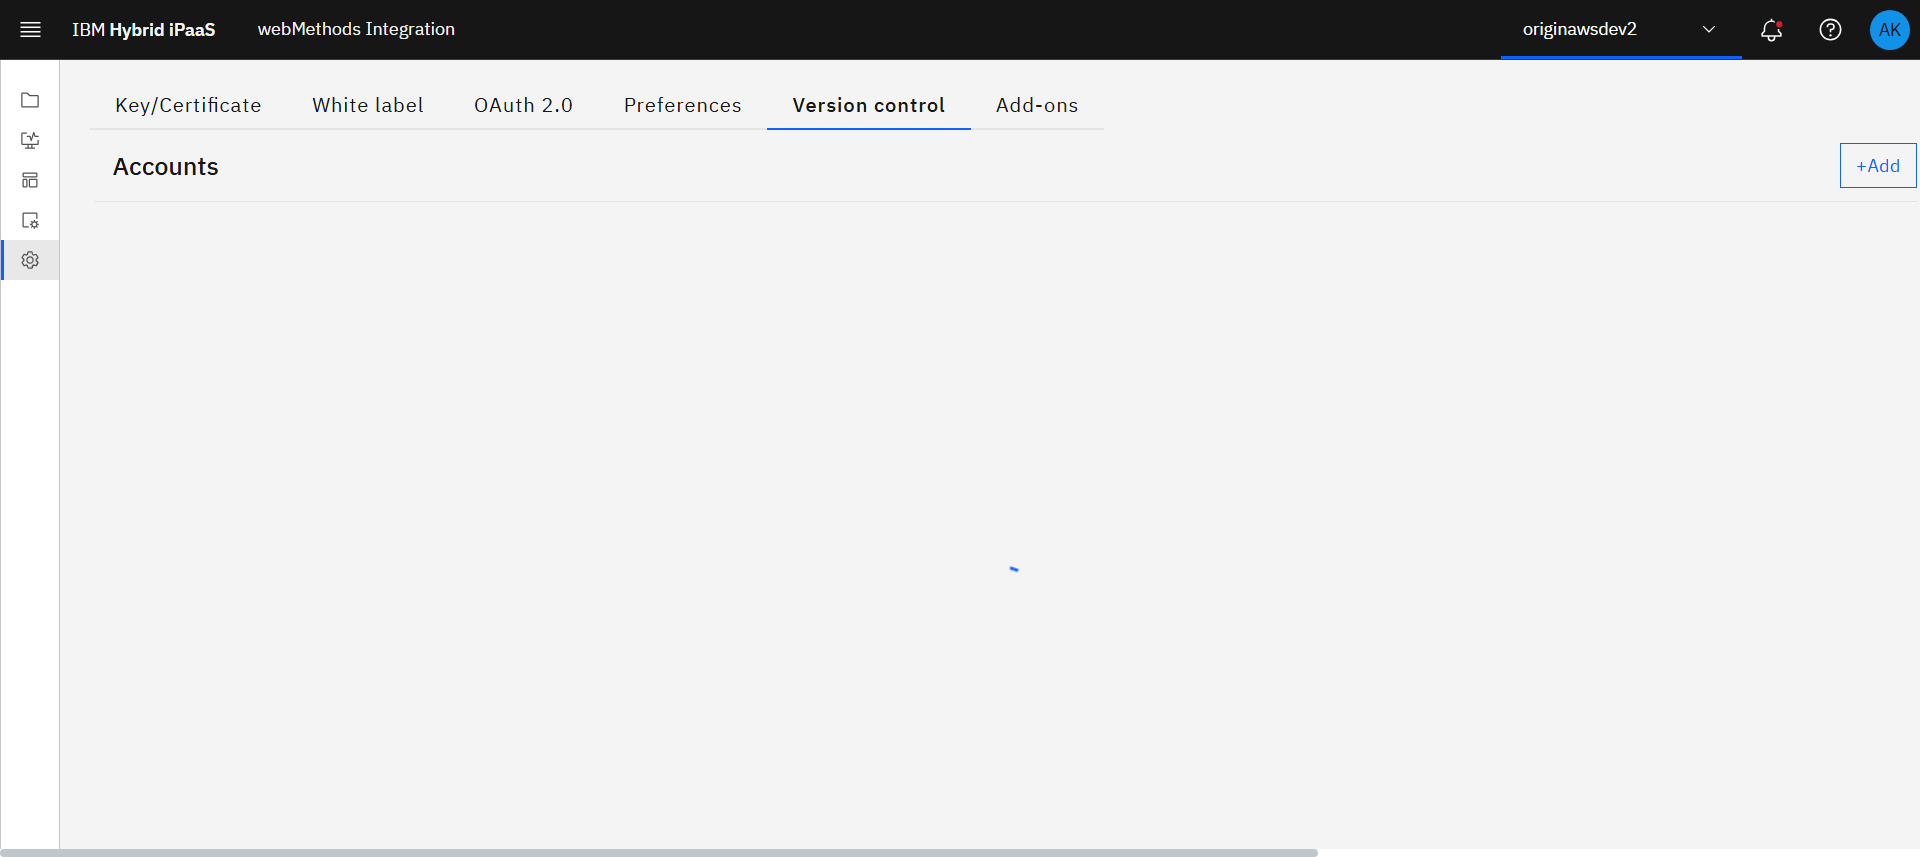 IBM Hybrid iPaaS webMethods Integration originawsdev2 AK
Key/Certificate White label OAuth 2.0 Preferences Version control Add-ons
Accounts +Add